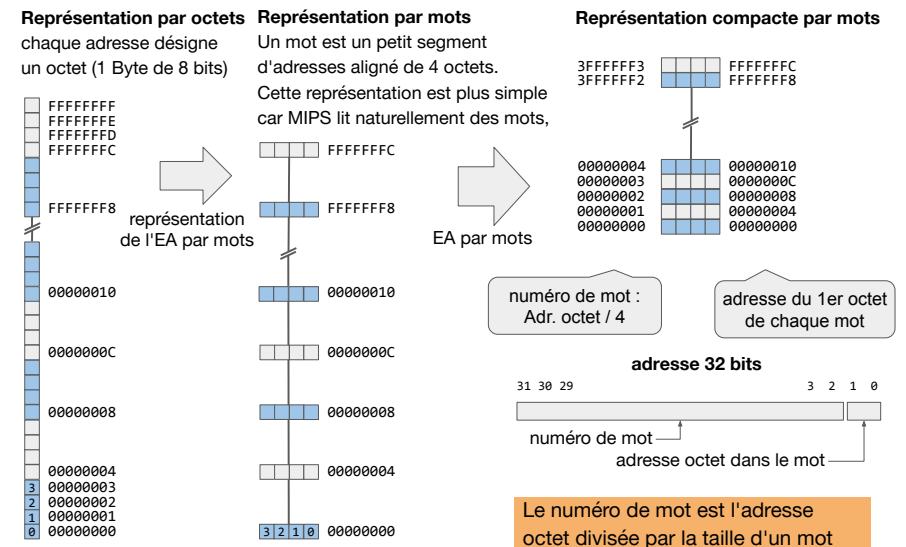 Représentation par octets
chaque adresse désigne
un octet (1 Byte de 8 bits)
FFFFFFFF
FFFFFFFE
FFFFFFFD
FFFFFFFC
FFFFFFF8
00000010
0000000C
00000008
00000004
3 00000003
2 00000002
1 00000001
0 00000000
représentation
de l'EA par mots
Représentation par mots
Un mot est un petit segment
d'adresses aligné de 4 octets.
Cette représentation est plus simple
car MIPS lit naturellement des mots,
FFFFFFFC
FFFFFFF8
00000010
0000000C
00000008
00000004
3 2 1 0 00000000
EA par mots
Représentation compacte par mots
3FFFFFF3 FFFFFFFC
3FFFFFF2 FFFFFFF8
00000004 00000010
00000003 0000000C
00000002 00000008
00000001 00000004
00000000 00000000
numéro de mot :
Adr. octet / 4
adresse du 1er octet
de chaque mot
adresse 32 bits
31 30 29 3 2 1 0
numéro de mot
adresse octet dans le mot
Le numéro de mot est l'adresse
octet divisée par la taille d'un mot